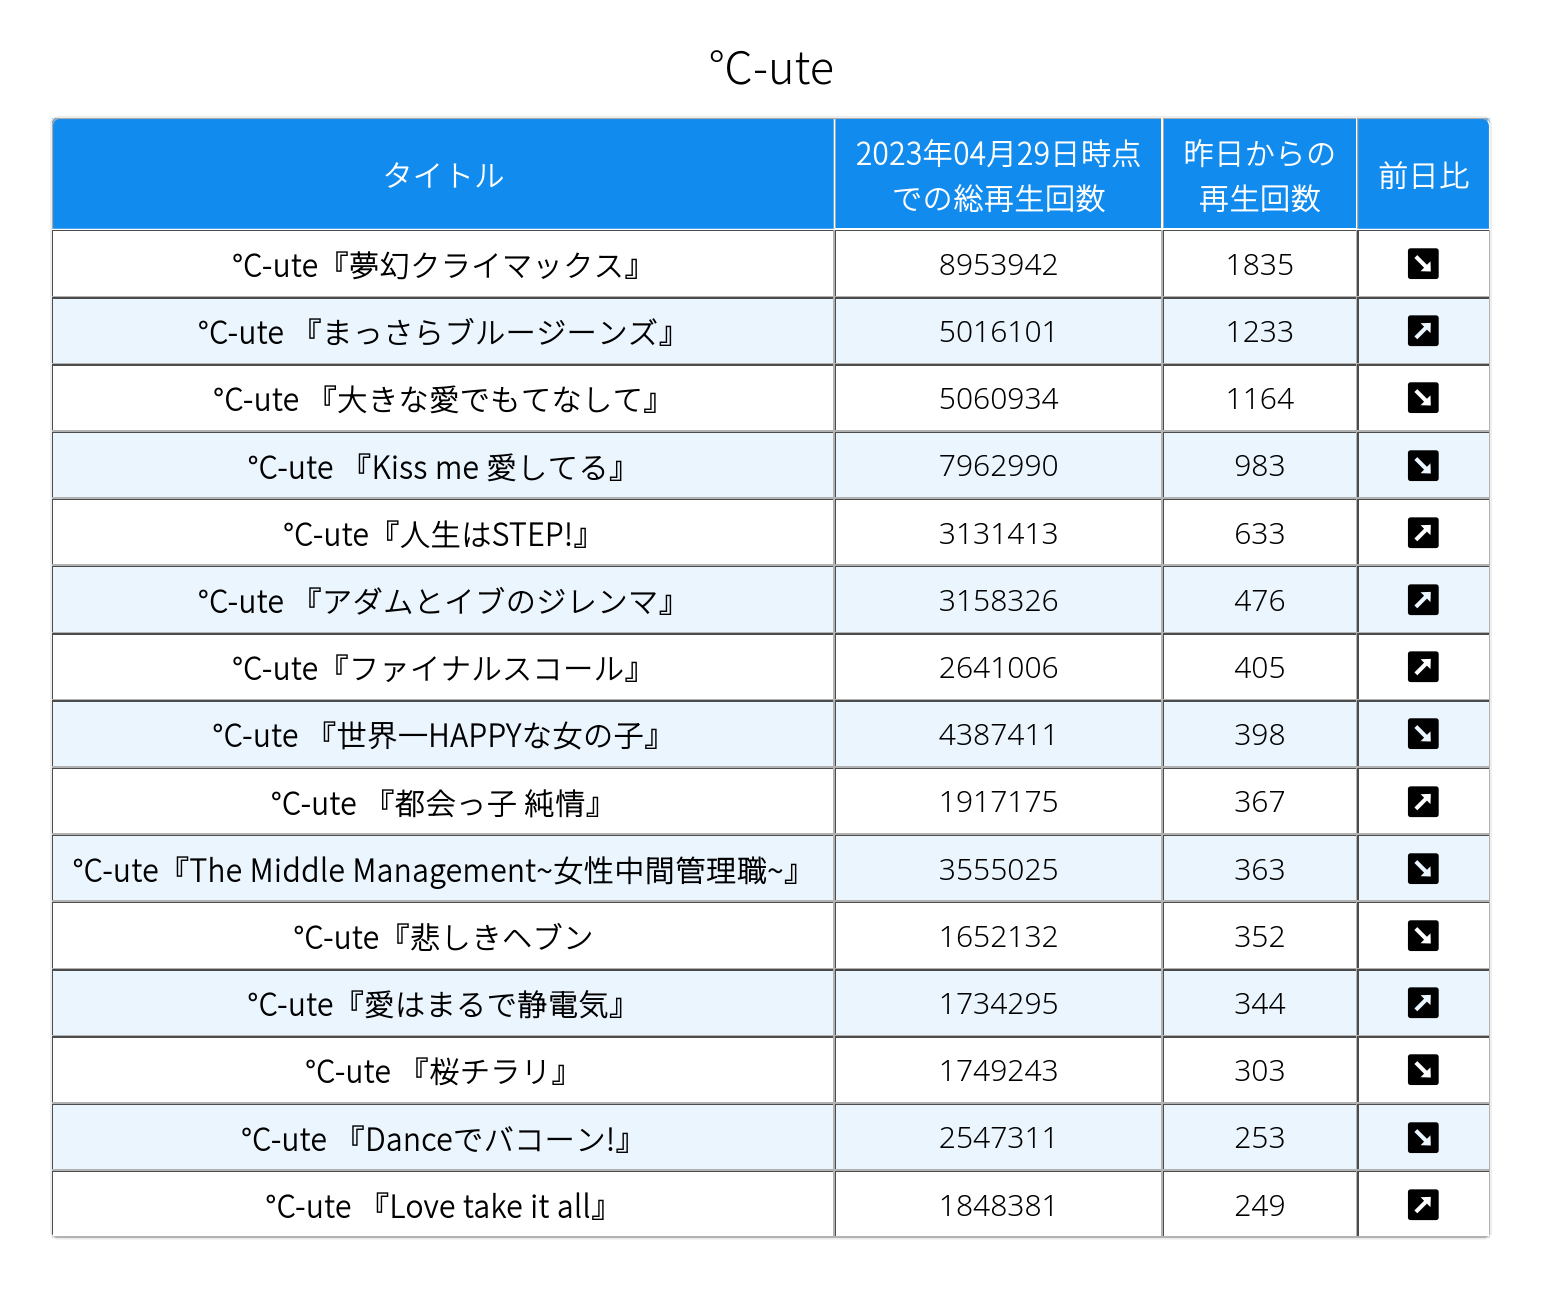 ℃-ute
タイトル
2023年04月29日時点
での総再生回数
昨日からの
再生回数
前日比
℃-ute『夢幻クライマックス』 8953942 1835 ↘
℃-ute 『まっさらブルージーンズ』 5016101 1233 ↗
℃-ute 『大きな愛でもてなして』 5060934 1164 ↘
℃-ute 『Kiss me 愛してる』 7962990 983 ↘
℃-ute『人生はSTEP!』 3131413 633 ↗
℃-ute 『アダムとイブのジレンマ』 3158326 476 ↗
℃-ute『ファイナルスコール』 2641006 405 ↗
℃-ute 『世界一HAPPYな女の子』 4387411 398 ↘
℃-ute 『都会っ子 純情』 1917175 367 ↗
℃-ute『The Middle Management~女性中間管理職~』 3555025 363 ↘
℃-ute『悲しきヘブン 1652132 352 ↘
℃-ute『愛はまるで静電気』 1734295 344 ↗
℃-ute 『桜チラリ』 1749243 303 ↘
℃-ute 『Danceでバコーン!』 2547311 253 ↘
℃-ute 『Love take it all』 1848381 249 ↗